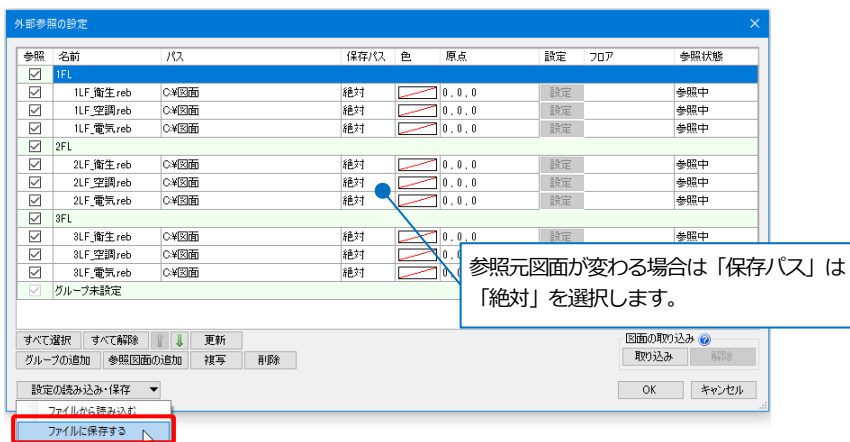 外部参照の設定
参照 名前 パス 保存パス 色 原点 設定 フロア 参照状態
1FL
1LF_衛生.reb C:¥図面 絶対 0,0,0 設定 参照中
1LF_空調.reb C:¥図面 絶対 0,0,0 設定 参照中
1LF_電気.reb C:¥図面 絶対 0,0,0 設定 参照中
2FL
2LF_衛生.reb C:¥図面 絶対 0,0,0 設定 参照中
2LF_空調.reb C:¥図面 絶対 0,0,0 設定 参照中
2LF_電気.reb C:¥図面 絶対 0,0,0 設定 参照中
3FL
3LF_衛生.reb C:¥図面 絶対 0,0,0 設定 参照中
3LF_空調.reb C:¥図面 絶対
3LF_電気.reb C:¥図面 絶対
グループ未設定
参照元図面が変わる場合は「保存パス」は
「絶対」を選択します。
すべて選択 すべて解除 更新 図面の取り込み
グループの追加 参照図面の追加 複写 削除 取り込み 解除
設定の読み込み・保存 OK キャンセル
ファイルから読み込む
ファイルに保存する